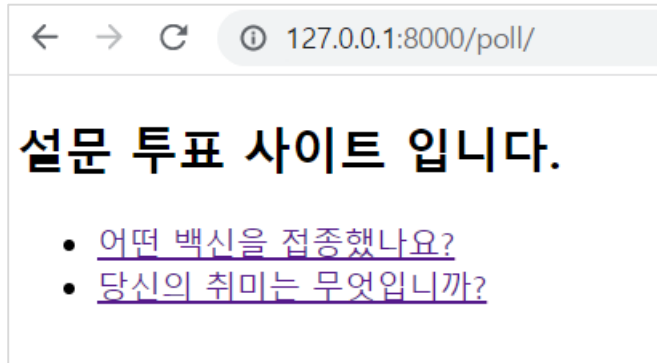 127.0.0.1:8000/poll/
설문 투표 사이트 입니다.
어떤 백신을 접종했나요?
당신의 취미는 무엇입니까?